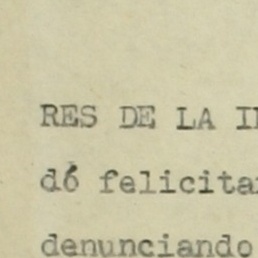 RES DE LA I
dó felicita
denunciando